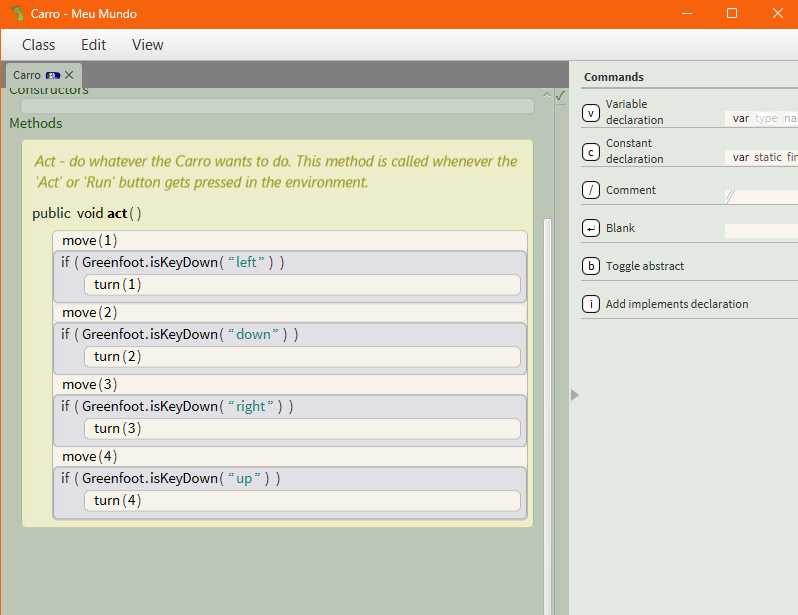 Carro - Meu Mundo
Class Edit View
Carro
Constructors
Methods
Act - do whatever the Carro wants to do. This method is called whenever the
'Act' or 'Run' button gets pressed in the environment.
public void act()
move(1)
if ( Greenfoot.isKeyDown( “left” ) )
turn(1)
move(2)
if ( Greenfoot.isKeyDown( “down” ) )
turn(2)
move(3)
if ( Greenfoot.isKeyDown( “right” ) )
turn(3)
move(4)
if ( Greenfoot.isKeyDown( “up” ) )
turn(4)
Commands
v Variable
declaration
var type na
c Constant
declaration
var static fin
/ Comment
//
Blank
b Toggle abstract
i Add implements declaration